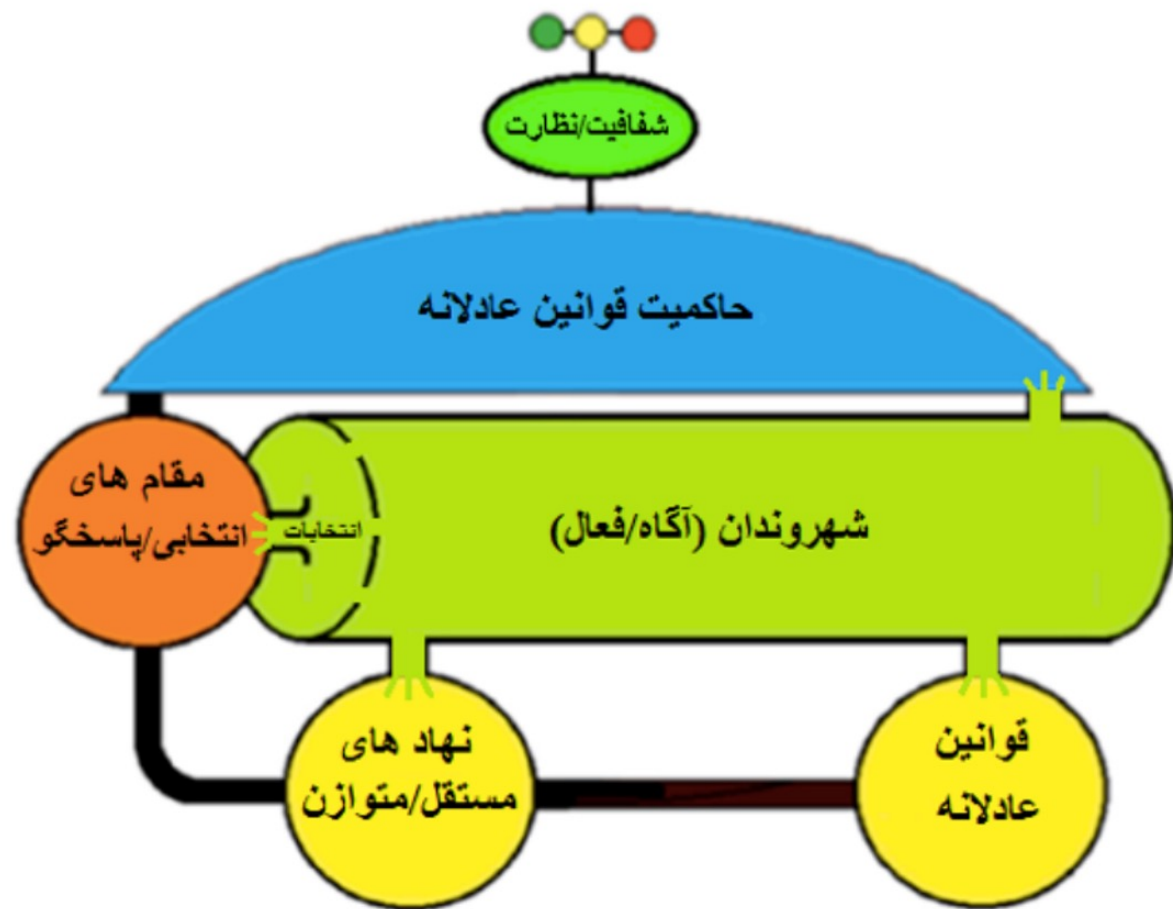 شفافیت/نظارت
حاکمیت قوانین عادلانه
مقام های
انتخابی/پاسخگو
انتخابات
شهروندان (آگاه/فعال)
نهاد های
مستقل/متوازن
قوانین
عادلانه